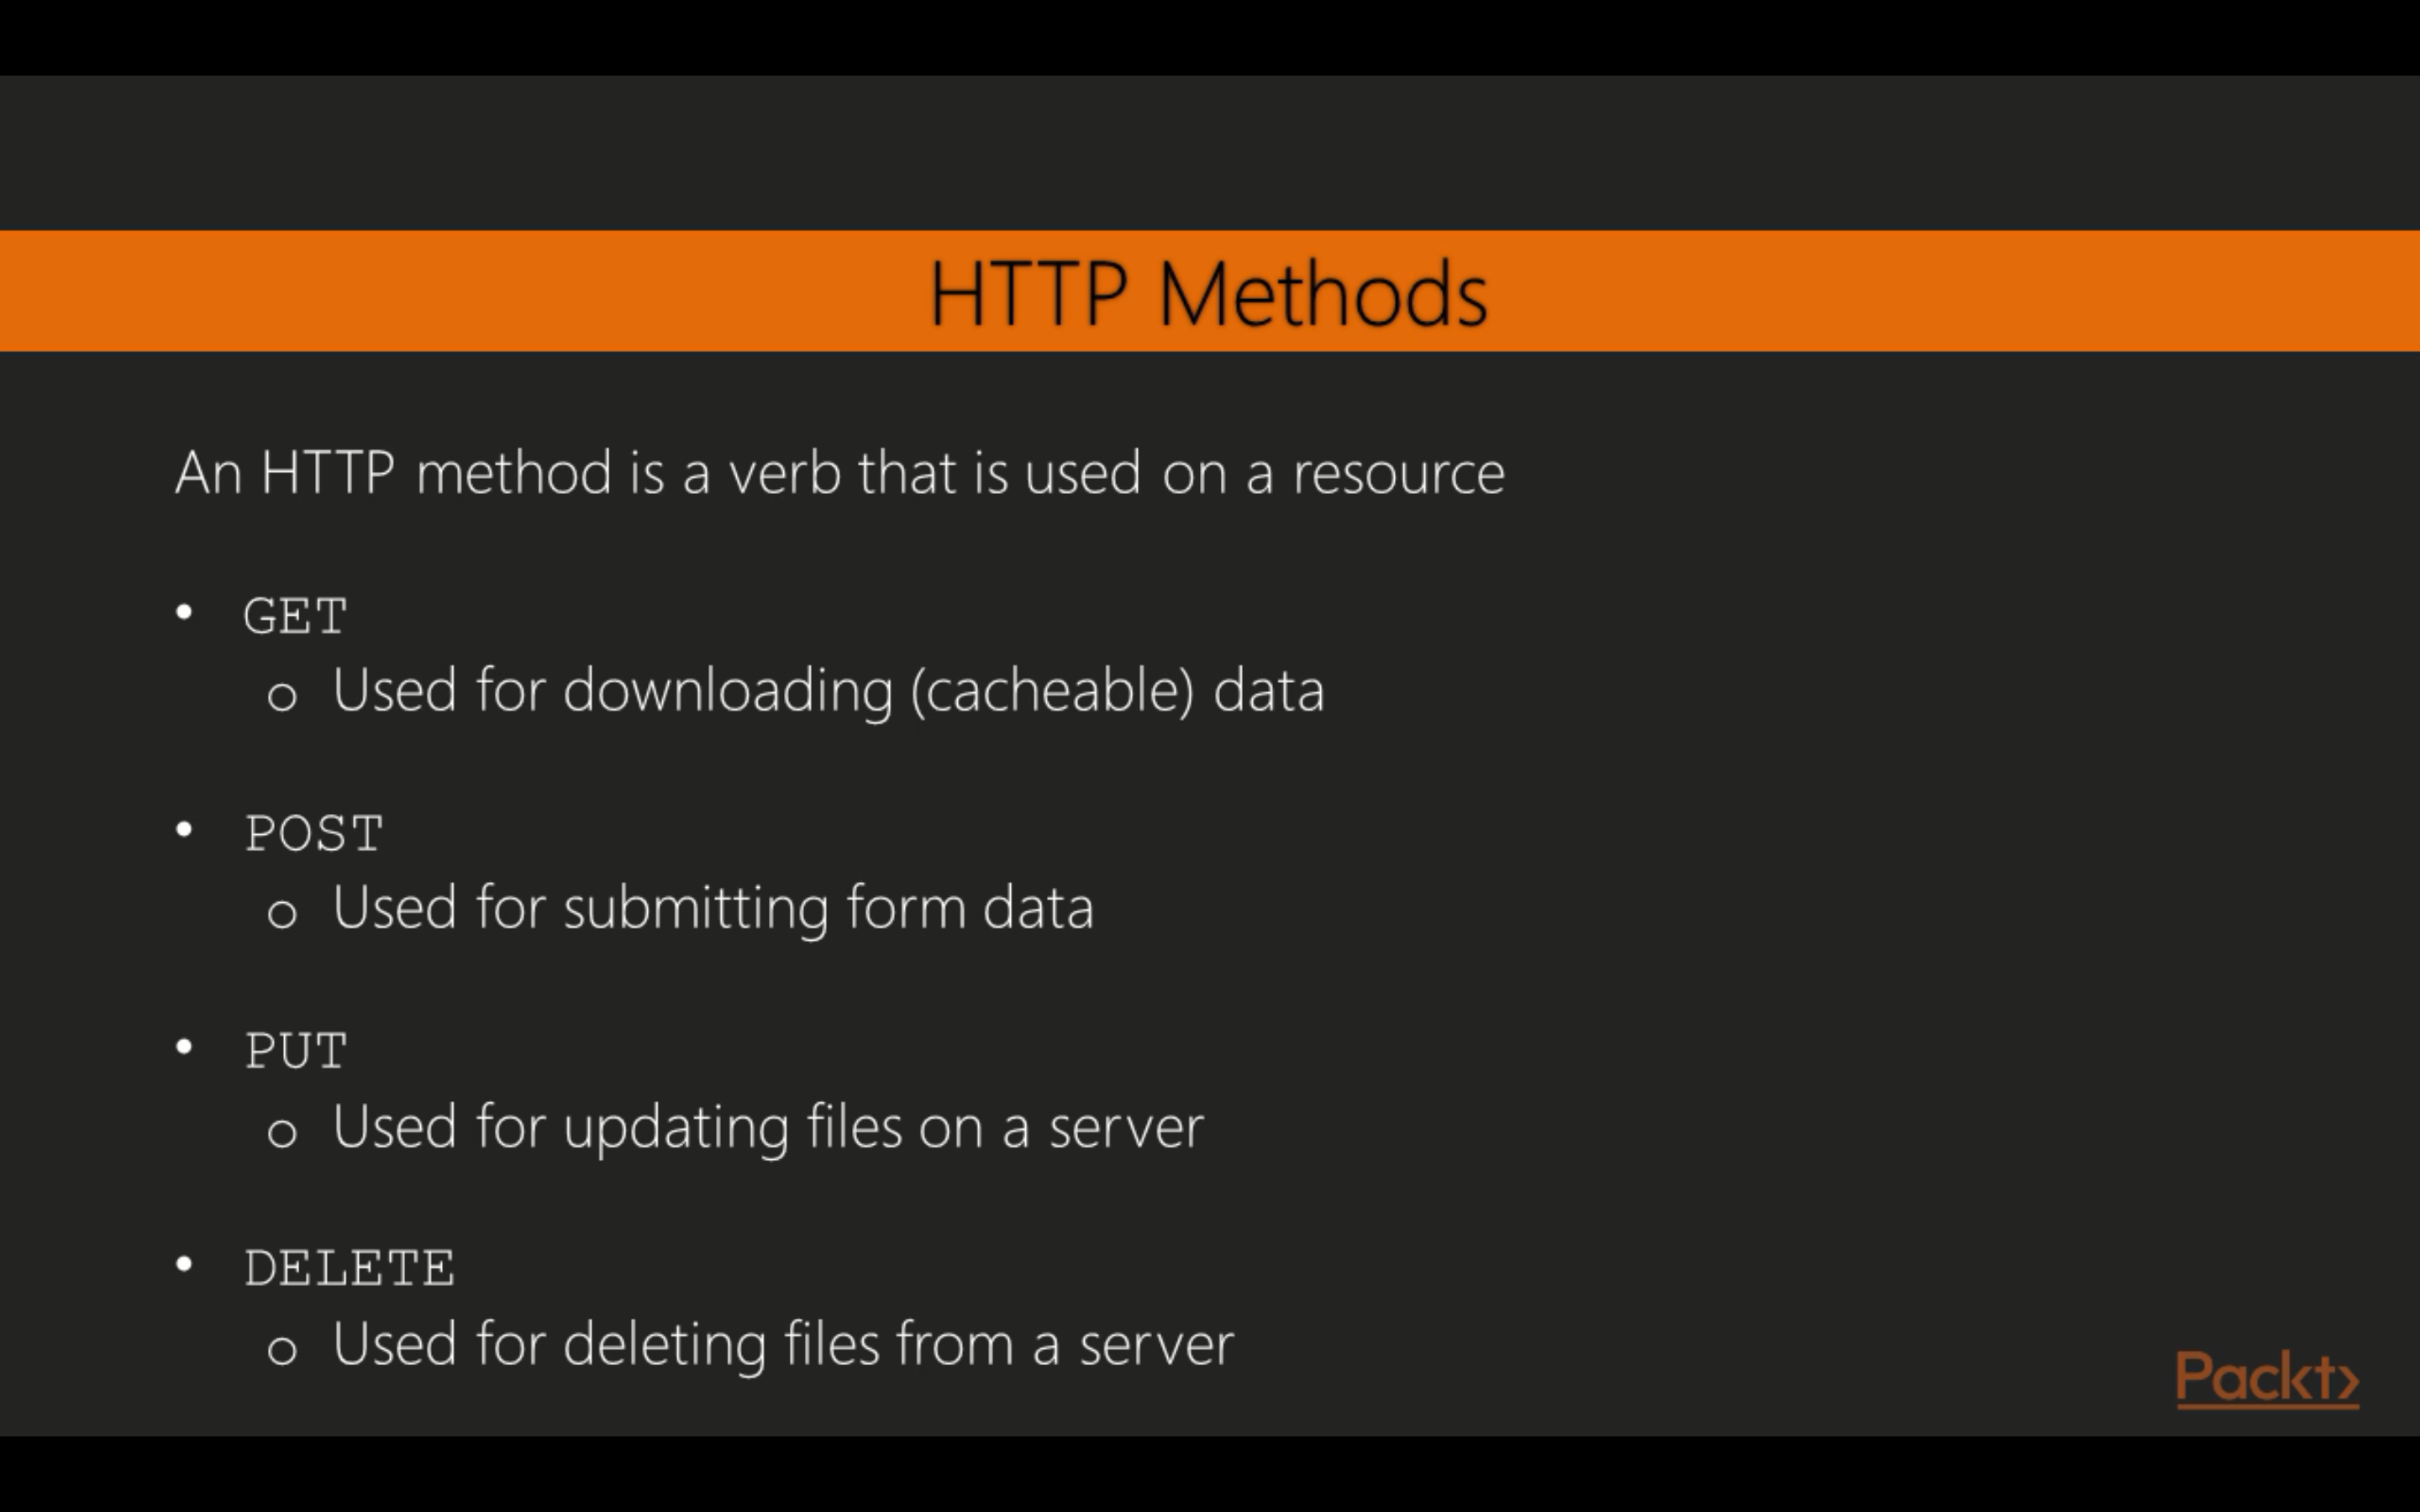 HTTP Methods
An HTTP method is a verb that is used on a resource
• GET
o Used for downloading (cacheable) data
• POST
o Used for submitting form data
• PUT
o Used for updating files on a server
• DELETE
o Used for deleting files from a server
Packt>